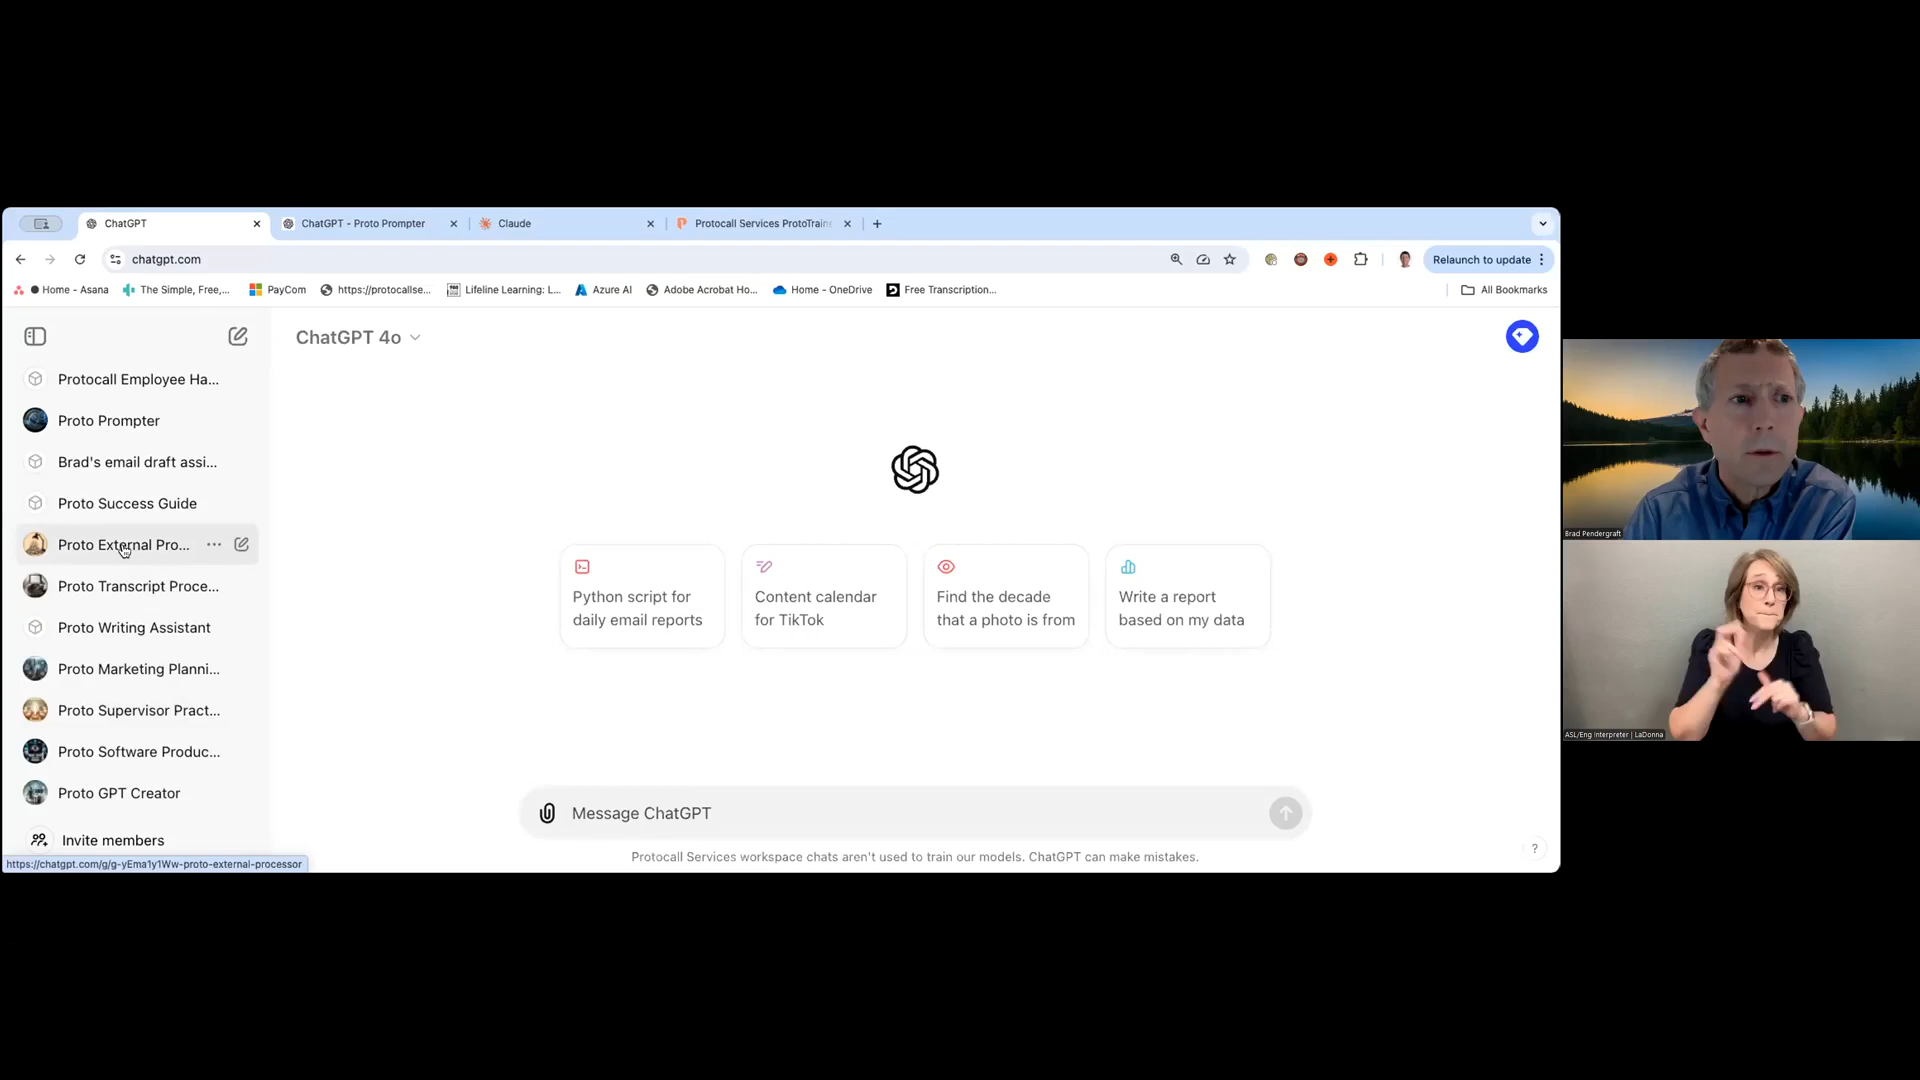 ChatGPT
ChatGPT - Proto Prompter
Claude
Protocall Services ProtoTrain
chatgpt.com
Relaunch to update
Home - Asana
The Simple, Free,...
PayCom
https://protocallse...
Lifeline Learning: L...
Azure AI
Adobe Acrobat Ho...
Home - OneDrive
Free Transcription...
All Bookmarks
ChatGPT 4o
Protocall Employee Ha...
Proto Prompter
Brad's email draft assi...
Proto Success Guide
Proto External Pro...
Proto Transcript Proce...
Proto Writing Assistant
Proto Marketing Planni...
Proto Supervisor Pract...
Proto Software Produc...
Proto GPT Creator
Invite members
https://chatgpt.com/g/g-yEma1y1Ww-proto-external-processor
Python script for
daily email reports
Content calendar
for TikTok
Find the decade
that a photo is from
Write a report
based on my data
Message ChatGPT
Protocall Services workspace chats aren't used to train our models. ChatGPT can make mistakes.
?
Brad Pendergraft
ASL/Eng Interpreter | LaDonna